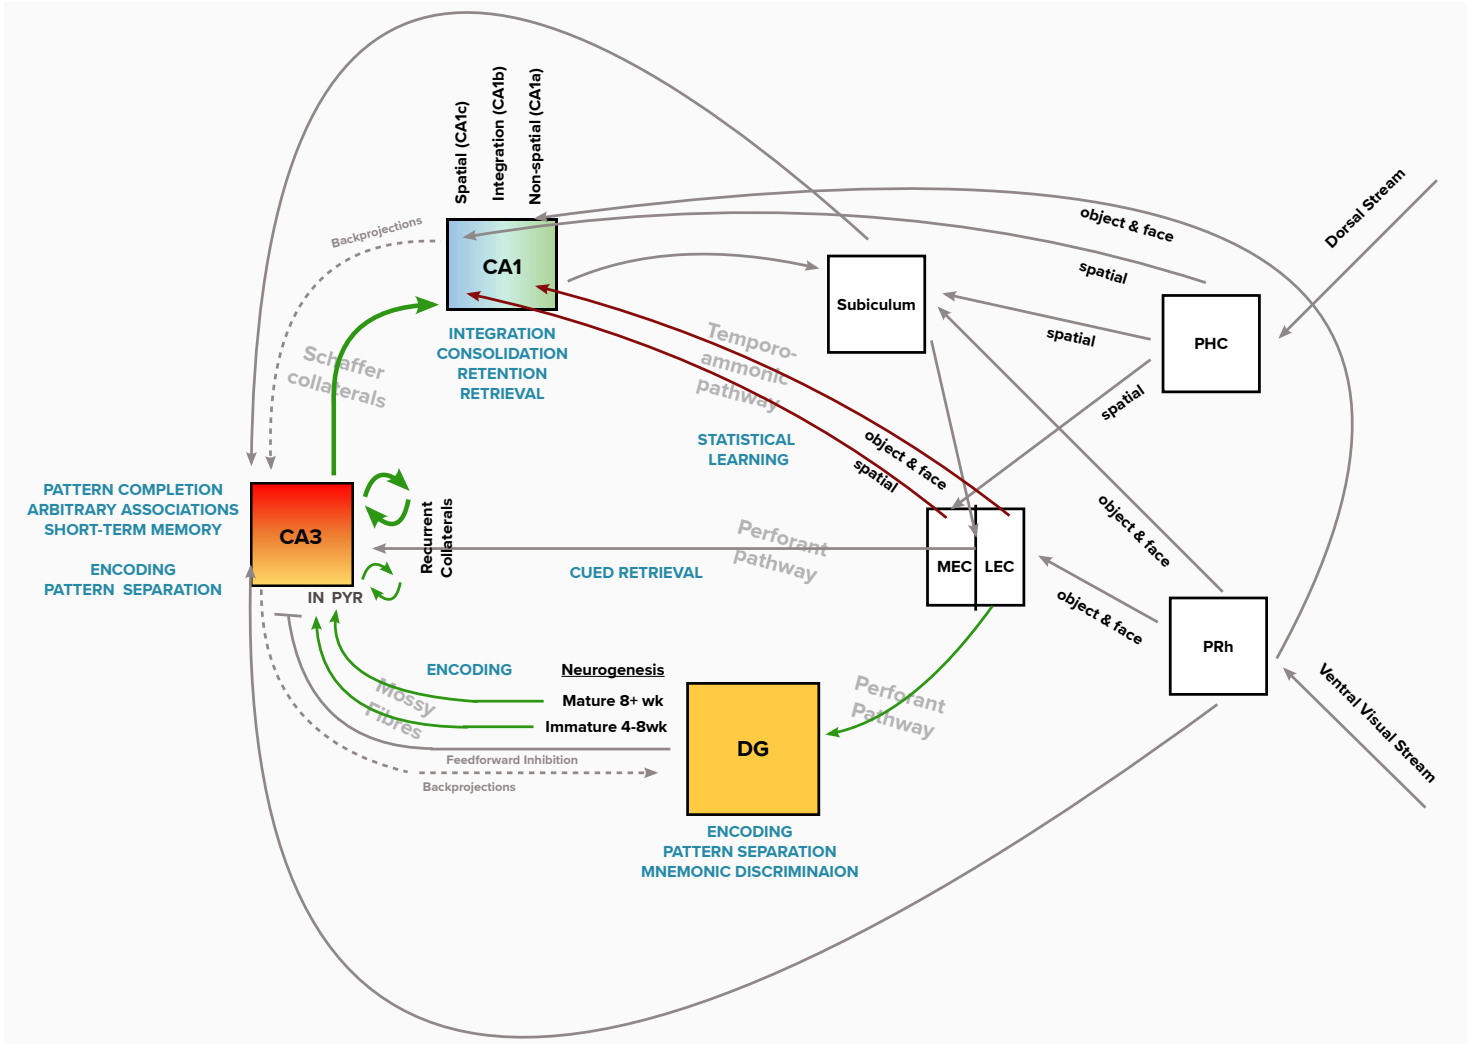 Spatial (CA1c)
Integration (CA1b)
Non-spatial (CA1a)
Backprojections
CA1
INTEGRATION
CONSOLIDATION
RETENTION
RETRIEVAL
Schaffer
collaterals
Temporo-
ammonic
pathway
STATISTICAL
LEARNING
Subiculum
object & face
spatial
Dorsal Stream
PHC
spatial
spatial
object & face
spatial
PATTERN COMPLETION
ARBITRARY ASSOCIATIONS
SHORT-TERM MEMORY
ENCODING
PATTERN SEPARATION
CA3
IN PYR
Recurrent
Collaterals
Perforant
pathway
CUED RETRIEVAL
MEC
LEC
object & face
object & face
PRh
Ventral Visual Stream
ENCODING
Neurogenesis
Mature 8+ wk
Immature 4-8wk
Mossy
Fibres
Feedforward Inhibition
Backprojections
Perforant
Pathway
DG
ENCODING
PATTERN SEPARATION
MNEMONIC DISCRIMINAION